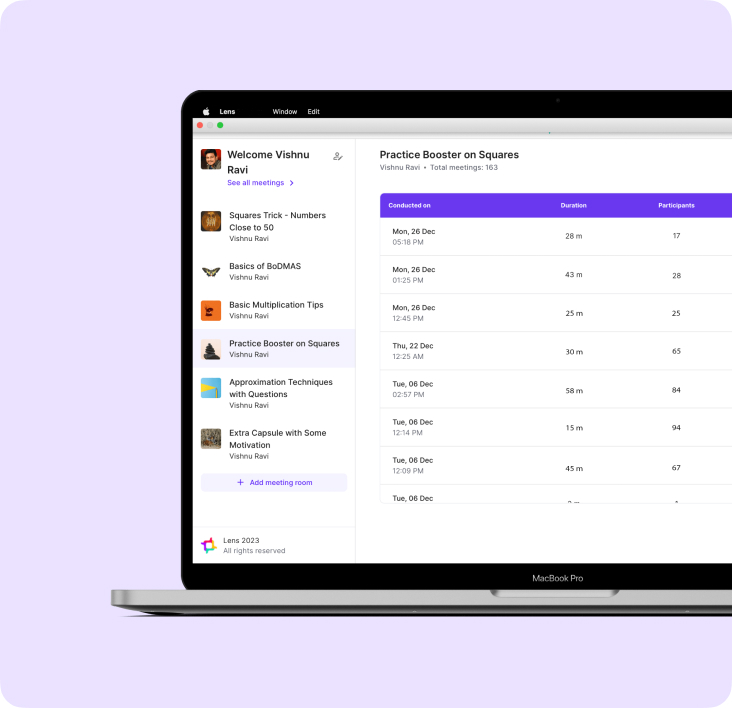 Lens Window Edit
Welcome Vishnu
Ravi
See all meetings
Squares Trick - Numbers
Close to 50
Vishnu Ravi
Basics of BoDMAS
Vishnu Ravi
Basic Multiplication Tips
Vishnu Ravi
Practice Booster on Squares
Vishnu Ravi
Approximation Techniques
with Questions
Vishnu Ravi
Extra Capsule with Some
Motivation
Vishnu Ravi
+ Add meeting room
Lens 2023
All rights reserved
Practice Booster on Squares
Vishnu Ravi • Total meetings: 163
Conducted on Duration Participants
Mon, 26 Dec
05:18 PM
28 m 17
Mon, 26 Dec
01:25 PM
43 m 28
Mon, 26 Dec
12:45 PM
25 m 25
Thu, 22 Dec
12:25 AM
30 m 65
Tue, 06 Dec
02:57 PM
58 m 84
Tue, 06 Dec
12:14 PM
15 m 94
Tue, 06 Dec
12:09 PM
45 m 67
Tue, 06 Dec
MacBook Pro